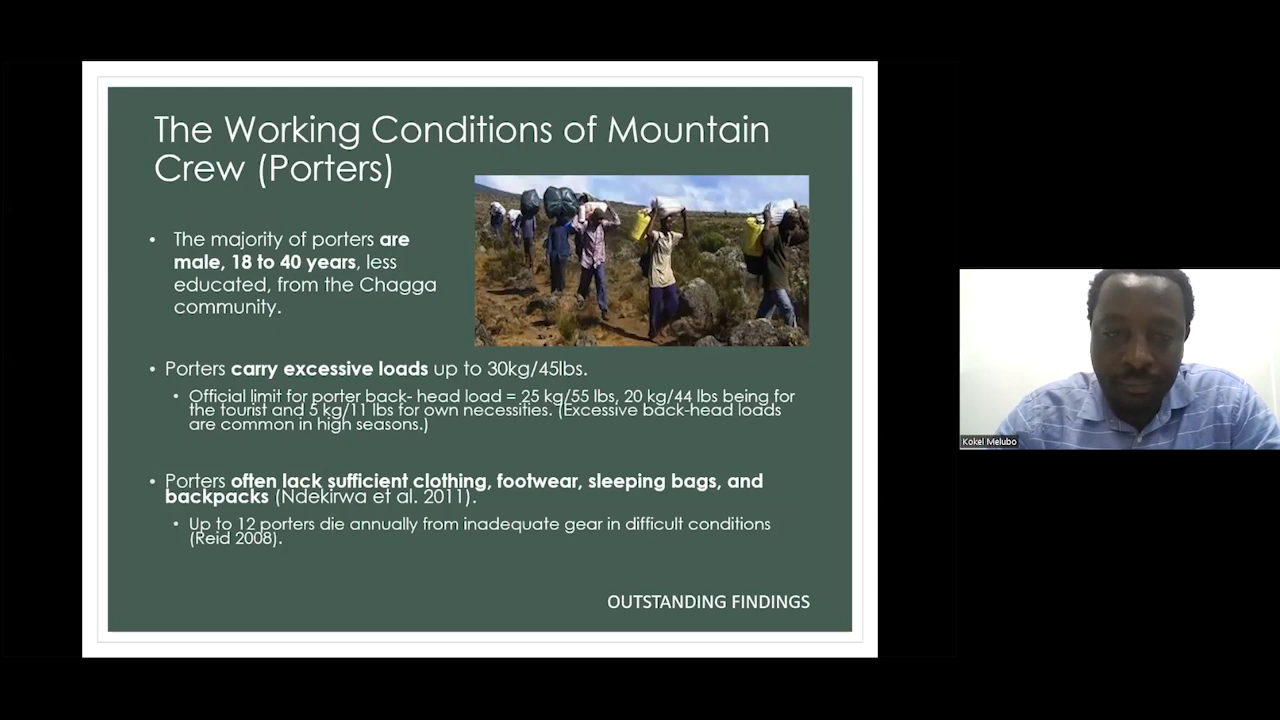 The Working Conditions of Mountain
Crew (Porters)
• The majority of porters are
male, 18 to 40 years, less
educated, from the Chagga
community.
• Porters carry excessive loads up to 30kg/45lbs.
• Official limit for porter back- head load = 25 kg/55 lbs, 20 kg/44 lbs being for
the tourist and 5 kg/11 lbs for own necessities. (Excessive back-head loads
are common in high seasons.)
• Porters often lack sufficient clothing, footwear, sleeping bags, and
backpacks (Ndekirwa et al. 2011).
• Up to 12 porters die annually from inadequate gear in difficult conditions
(Reid 2008).
OUTSTANDING FINDINGS
Kokel Melubo